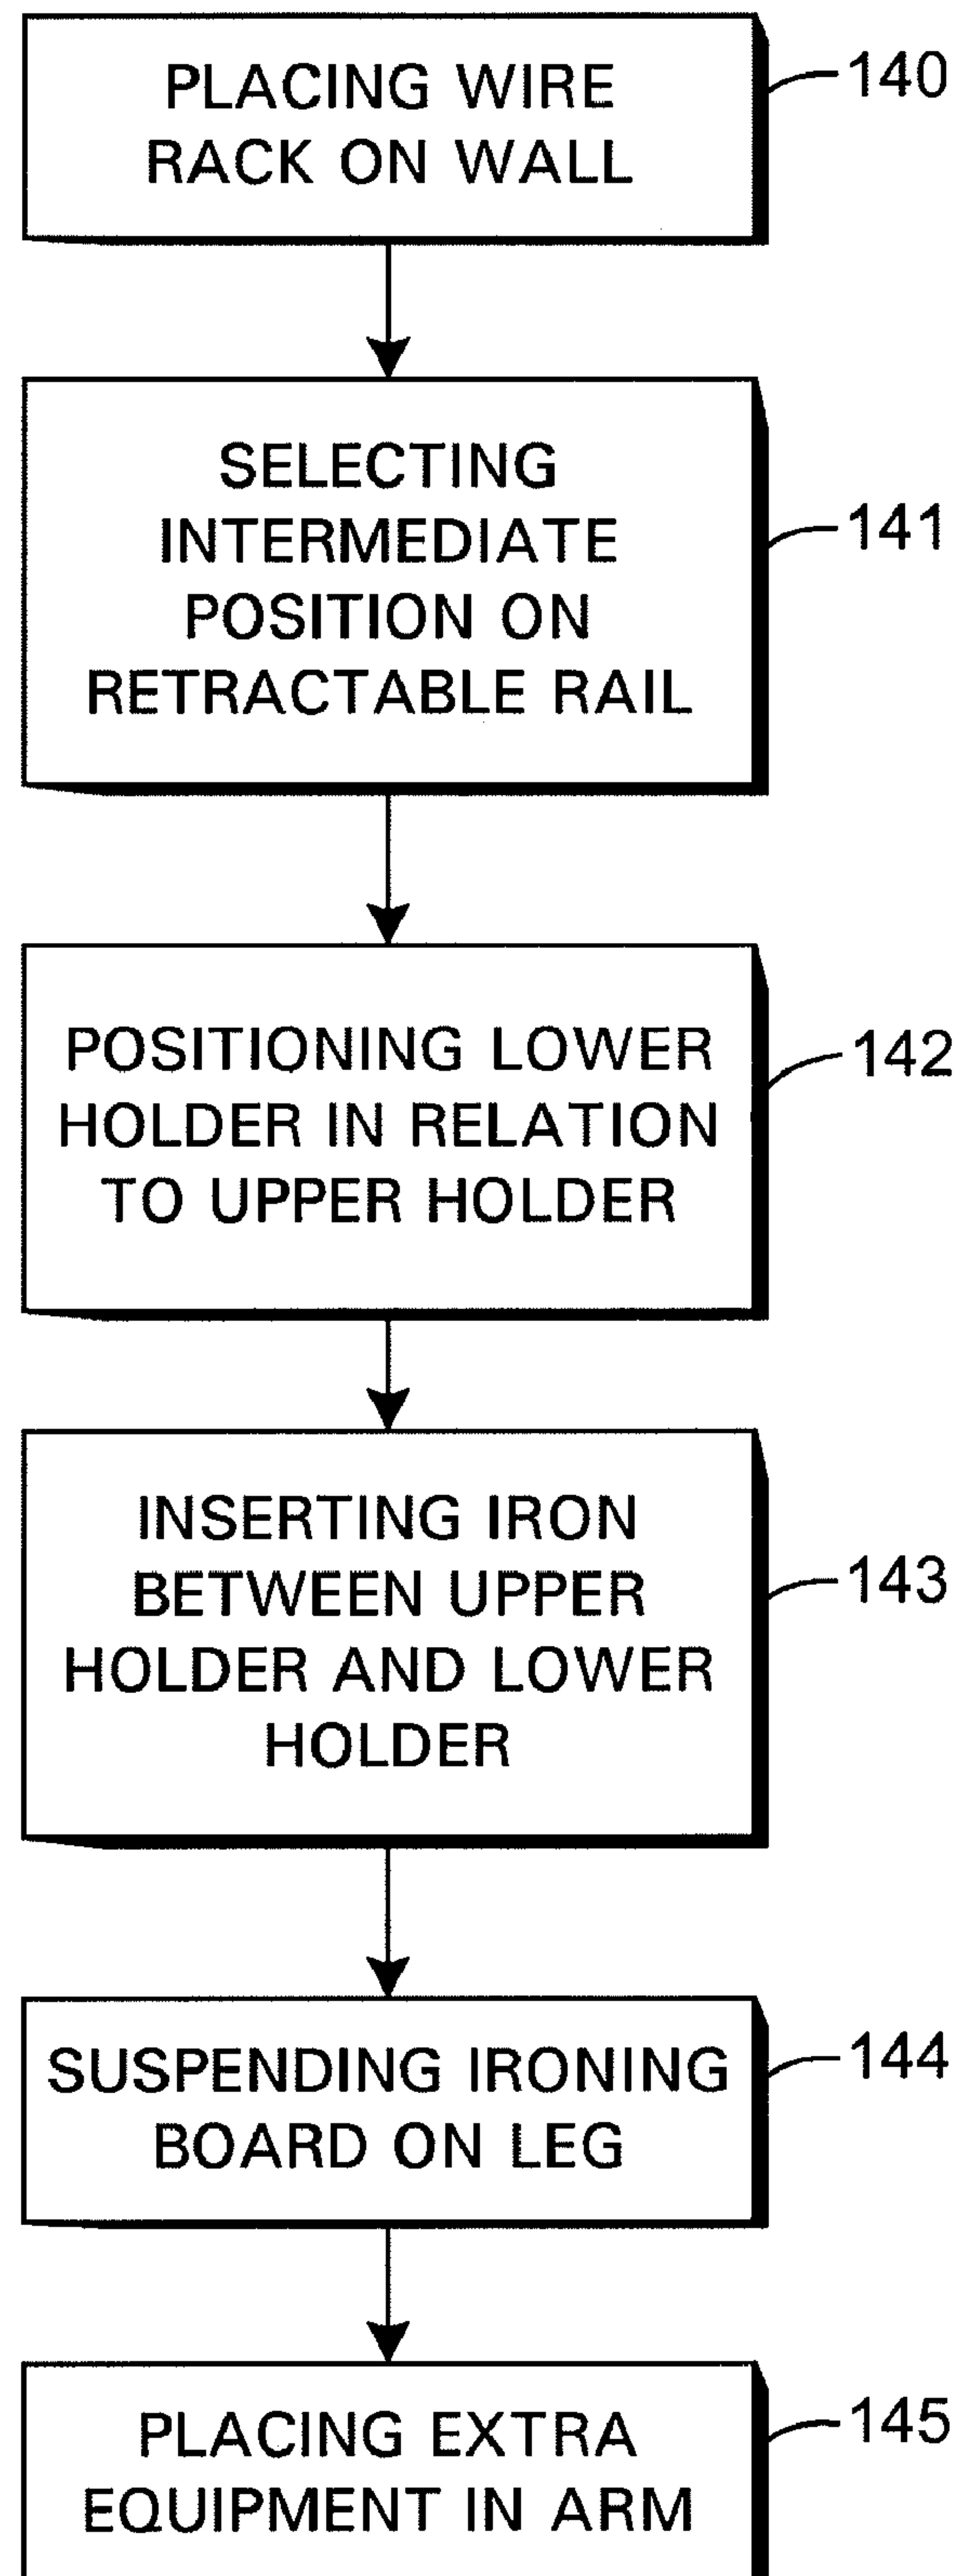 PLACING WIRE
RACK ON WALL
140
SELECTING
INTERMEDIATE
POSITION ON
RETRACTABLE RAIL
141
POSITIONING LOWER
HOLDER IN RELATION
TO UPPER HOLDER
142
INSERTING IRON
BETWEEN UPPER
HOLDER AND LOWER
HOLDER
143
SUSPENDING IRONING
BOARD ON LEG
144
PLACING EXTRA
EQUIPMENT IN ARM
145